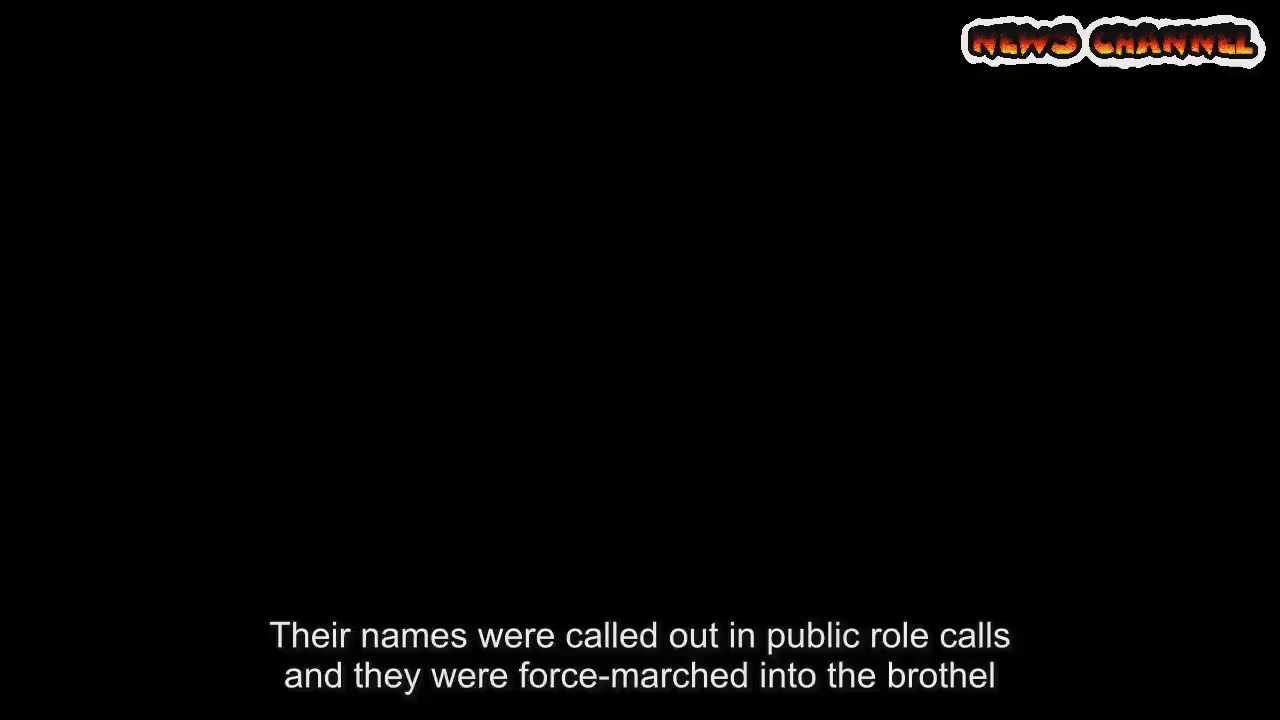 NEWS CHANNEL
Their names were called out in public role calls
and they were force-marched into the brothel